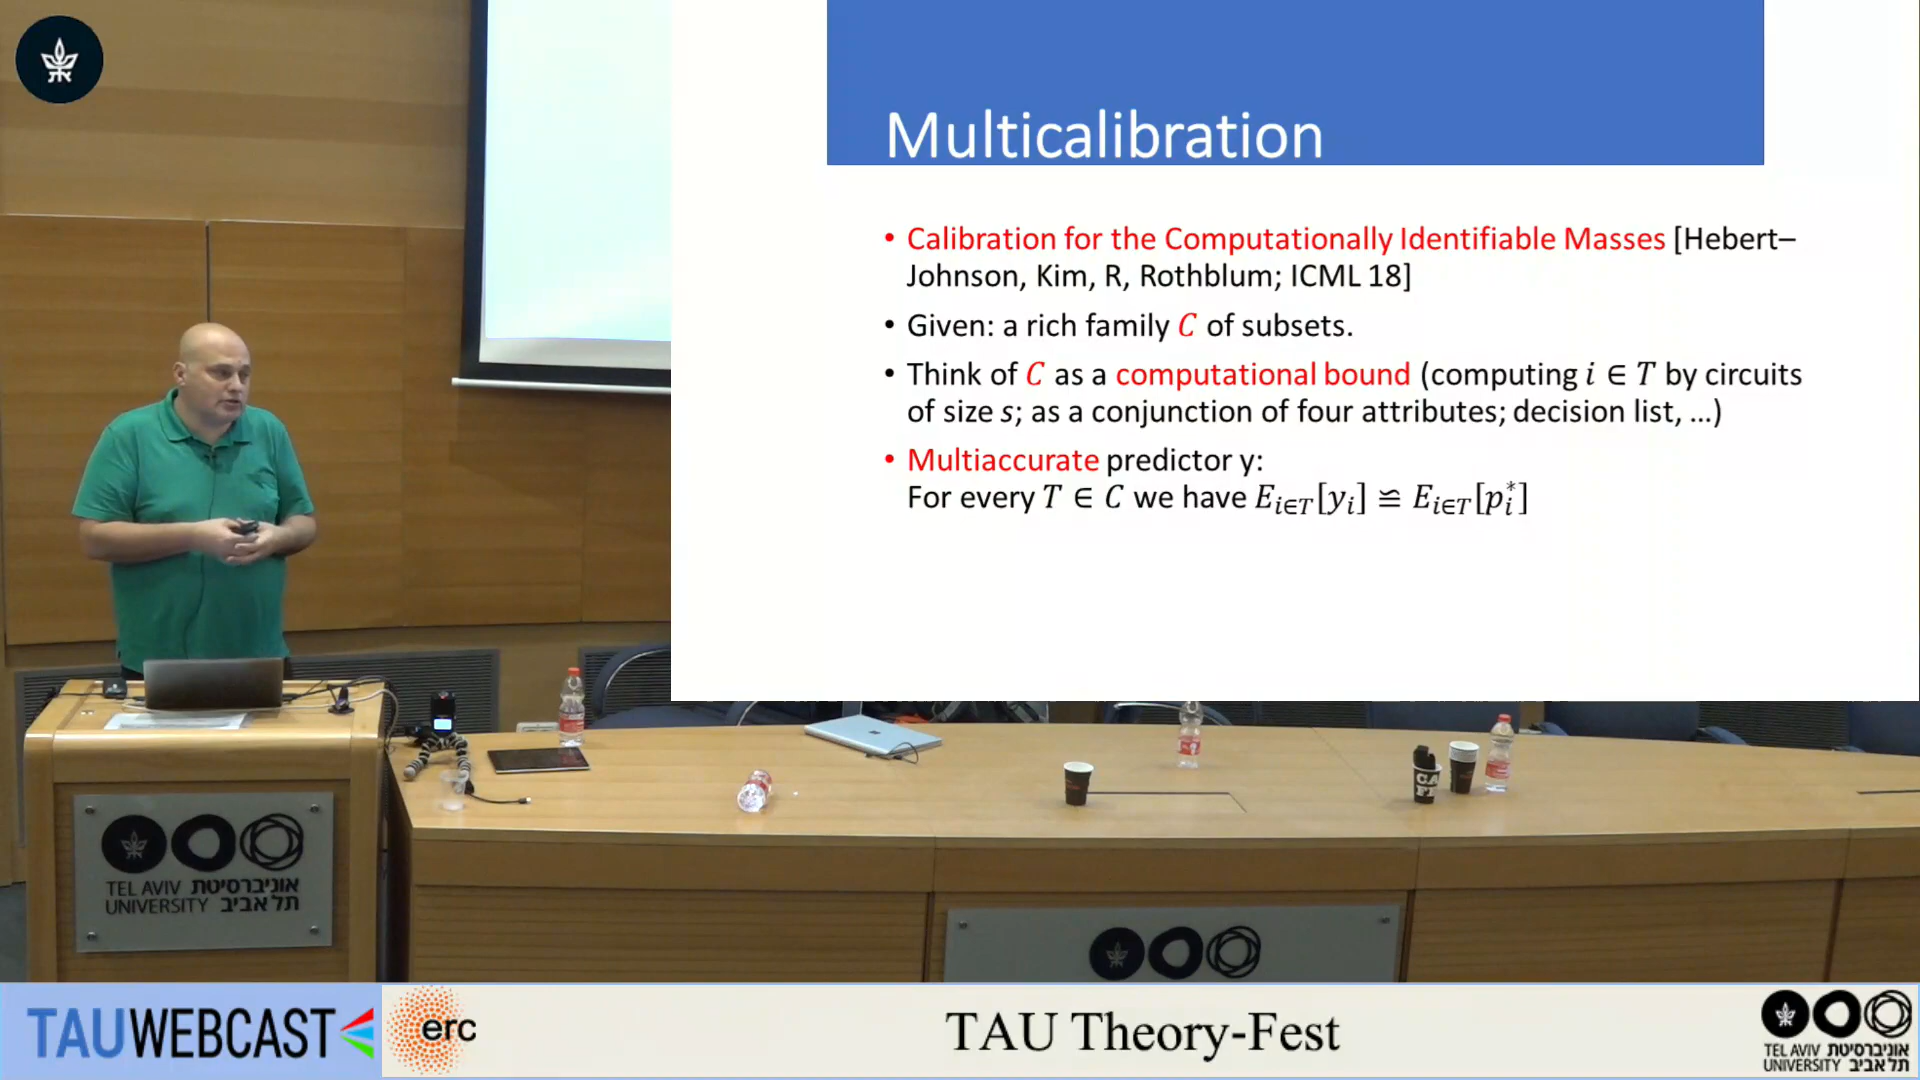 Multicalibration
• Calibration for the Computationally Identifiable Masses [Hebert–
Johnson, Kim, R, Rothblum; ICML 18]
• Given: a rich family C of subsets.
• Think of C as a computational bound (computing i ∈ T by circuits
of size s; as a conjunction of four attributes; decision list, ...)
• Multiaccurate predictor y:
For every T ∈ C we have E_{i∈T}[y_i] ≌ E_{i∈T}[p_i^*]
CA
TEL AVIV אוניברסיטת
UNIVERSITY תל אביב
TAUWEBCAST
erc
TAU Theory-Fest
TEL AVIV אוניברסיטת
UNIVERSITY תל אביב